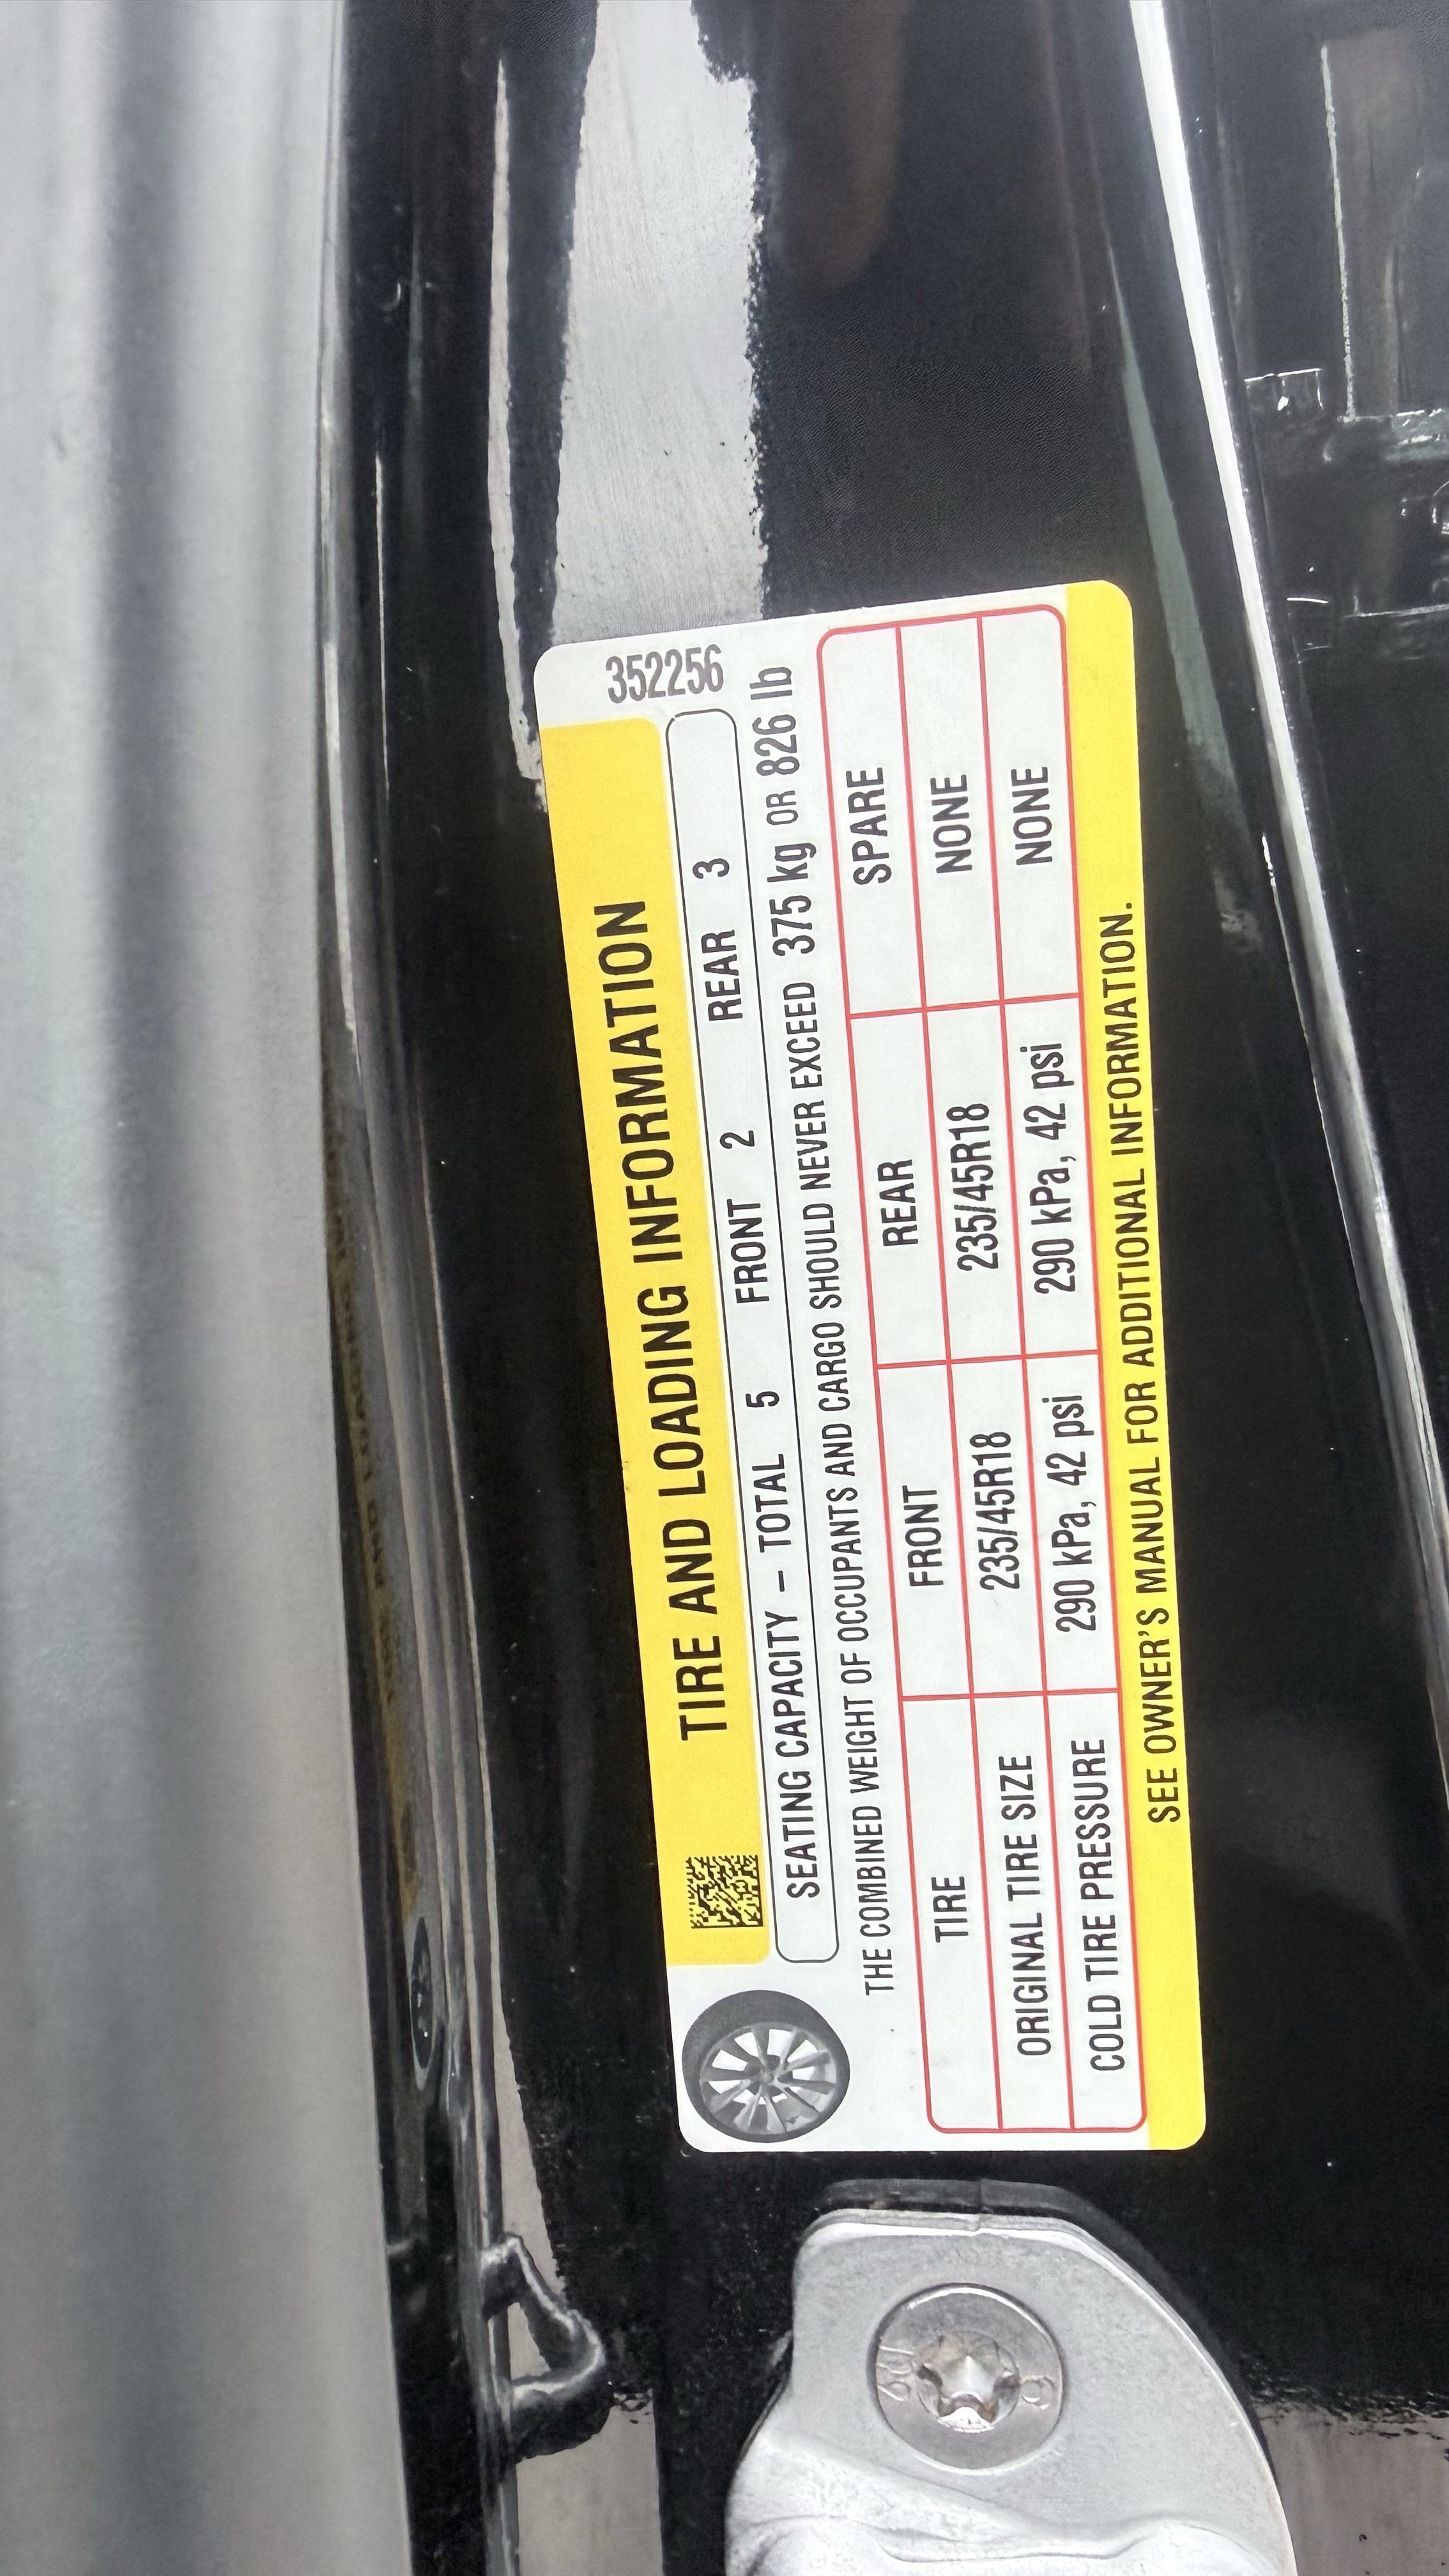 352256
TIRE AND LOADING INFORMATION
SEATING CAPACITY – TOTAL 5 FRONT 2 REAR 3
THE COMBINED WEIGHT OF OCCUPANTS AND CARGO SHOULD NEVER EXCEED 375 kg OR 826 lb
TIRE FRONT REAR SPARE
ORIGINAL TIRE SIZE 235/45R18 235/45R18 NONE
COLD TIRE PRESSURE 290 kPa, 42 psi 290 kPa, 42 psi NONE
SEE OWNER'S MANUAL FOR ADDITIONAL INFORMATION.